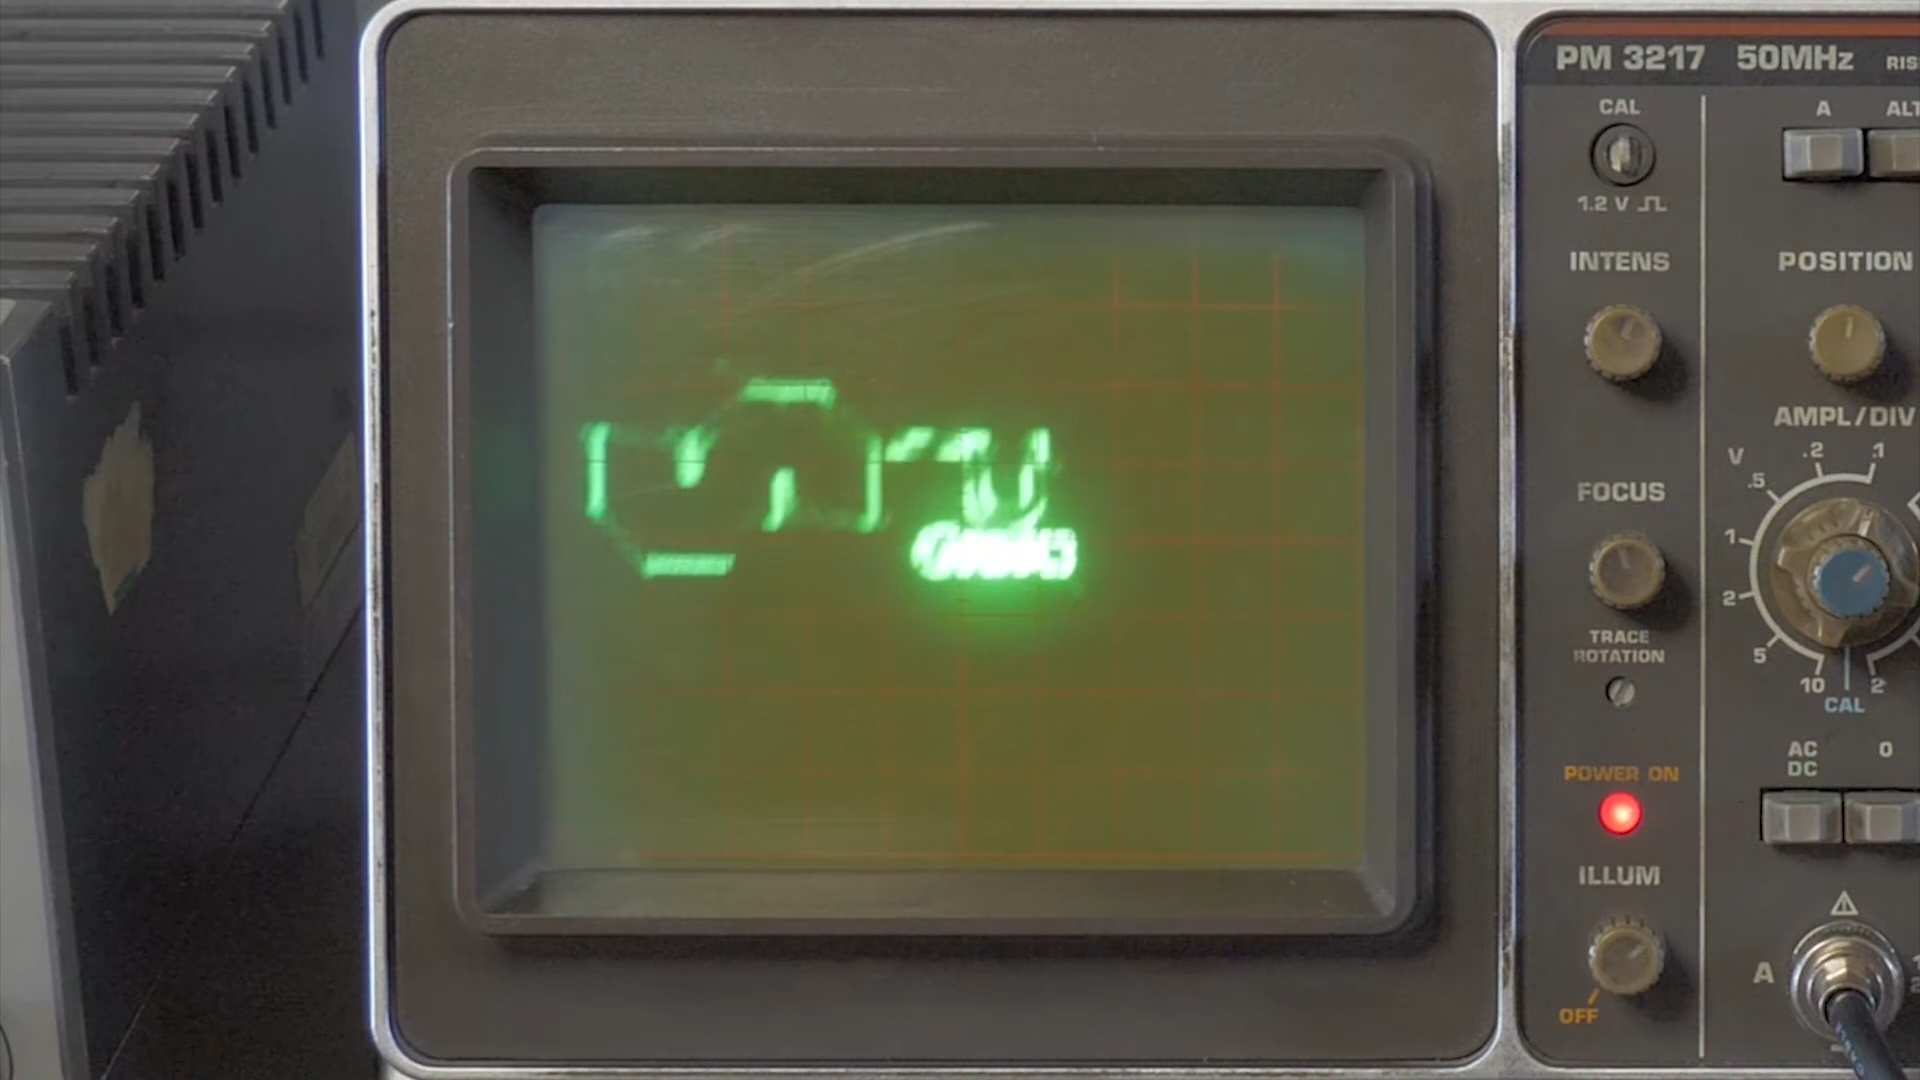 PM 3217 50MHz
CAL
1.2 V
INTENS
FOCUS
TRACE
ROTATION
POWER ON
ILLUM
OFF
A
POSITION
AMPL/DIV
V
.2 .1
.5
1
2
5
10 2
CAL
AC 0
DC
A